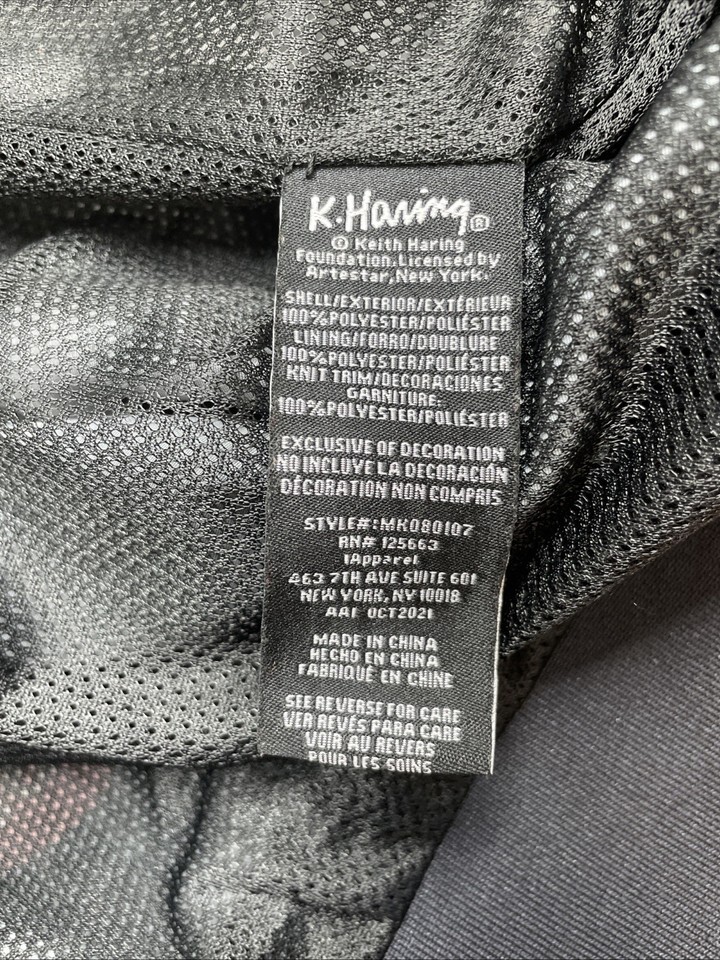 K.Haring®
© Keith Haring
Foundation.Licensed by
Artestar,New York.
SHELL/EXTERIOR/EXTÉRIEUR
100%POLYESTER/POLIÉSTER
LINING/FORRO/DOUBLURE
100%POLYESTER/POLIÉSTER
KNIT TRIM/DECORACIONES
GARNITURE:
100%POLYESTER/POLIÉSTER
EXCLUSIVE OF DECORATION
NO INCLUYE LA DECORACIÓN
DÉCORATION NON COMPRIS
STYLE#:MK080107
RN# 125663
IApparel
463 7TH AVE SUITE 601
NEW YORK, NY 10018
AA1 OCT2021
MADE IN CHINA
HECHO EN CHINA
FABRIQUÉ EN CHINE
SEE REVERSE FOR CARE
VER REVÉS PARA CARE
VOIR AU REVERS
POUR LES SOINS